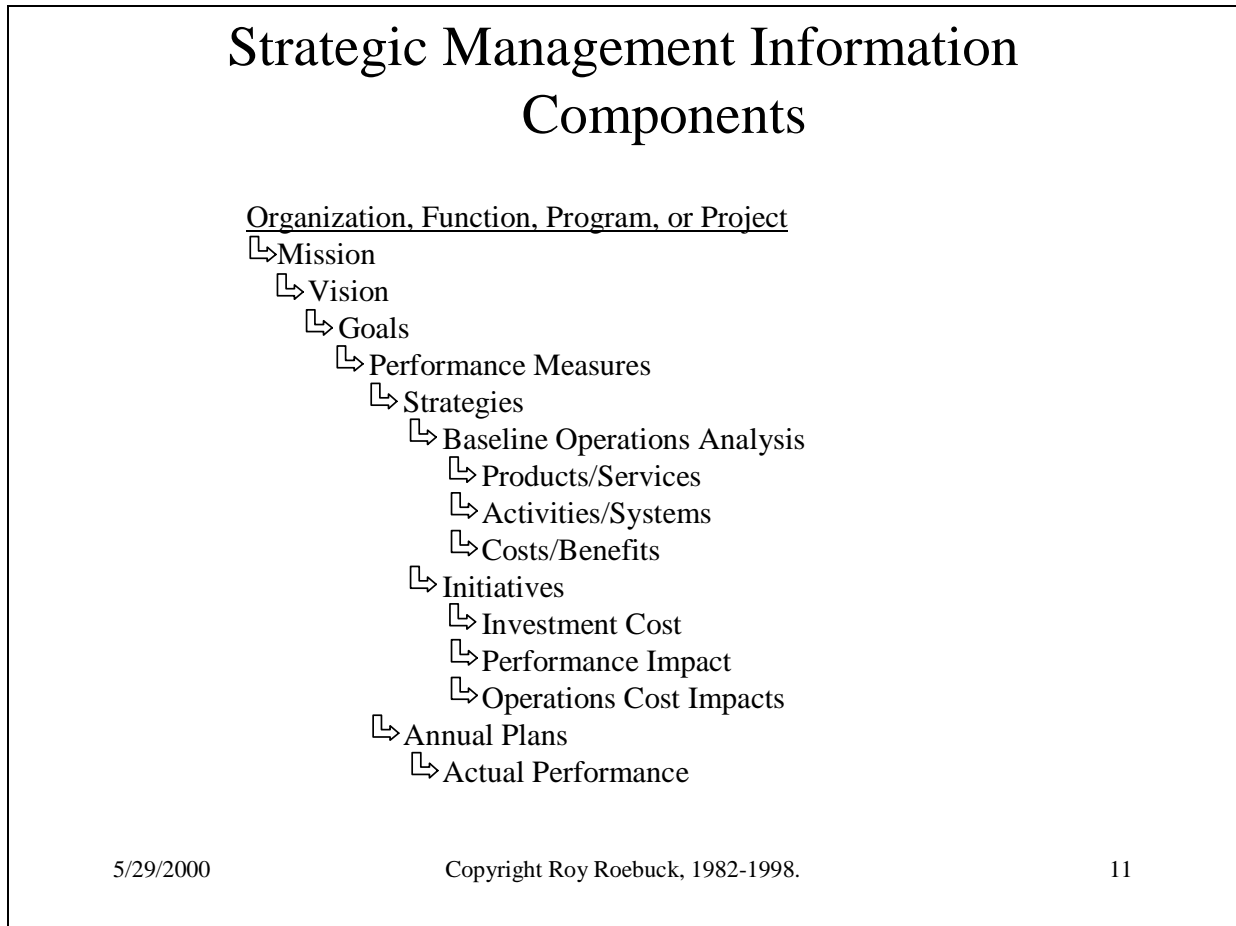 Strategic Management Information
Components
Organization, Function, Program, or Project
Mission
Vision
Goals
Performance Measures
Strategies
Baseline Operations Analysis
Products/Services
Activities/Systems
Costs/Benefits
Initiatives
Investment Cost
Performance Impact
Operations Cost Impacts
Annual Plans
Actual Performance
5/29/2000 Copyright Roy Roebuck, 1982-1998. 11